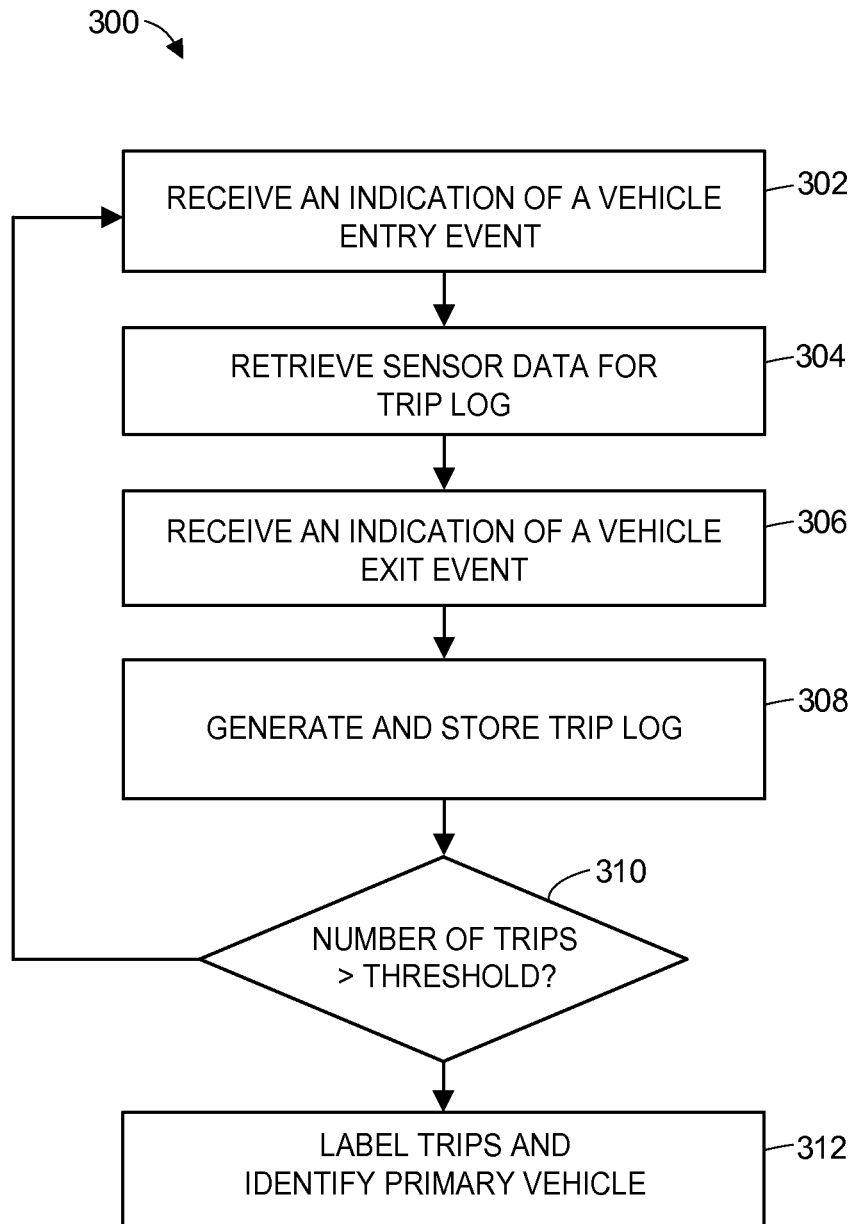 300
RECEIVE AN INDICATION OF A VEHICLE
ENTRY EVENT
302
RETRIEVE SENSOR DATA FOR
TRIP LOG
304
RECEIVE AN INDICATION OF A VEHICLE
EXIT EVENT
306
GENERATE AND STORE TRIP LOG
308
310
NUMBER OF TRIPS
> THRESHOLD?
LABEL TRIPS AND
IDENTIFY PRIMARY VEHICLE
312